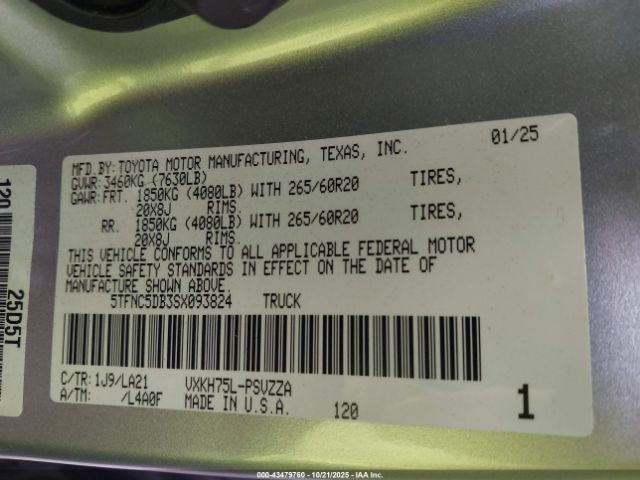 01/25
MFD.BY:TOYOTA MOTOR MANUFACTURING, TEXAS, INC.
GVWR:3460KG (7630LB)
GAWR:FRT. 1850KG (4080LB) WITH 265/60R20 TIRES,
20X8J RIMS.
RR. 1850KG (4080LB) WITH 265/60R20 TIRES,
20X8J RIMS.
THIS VEHICLE CONFORMS TO ALL APPLICABLE FEDERAL MOTOR
VEHICLE SAFETY STANDARDS IN EFFECT ON THE DATE OF
MANUFACTURE SHOWN ABOVE.
5TFNC5DB3SX093824 TRUCK
C/TR:1J9/LA21 VXKH75L-PSVZZA
A/TM: /L4A0F MADE IN U.S.A. 120 1
120 25D5T
000-43479760 - 10/21/2025 - IAAI.COM